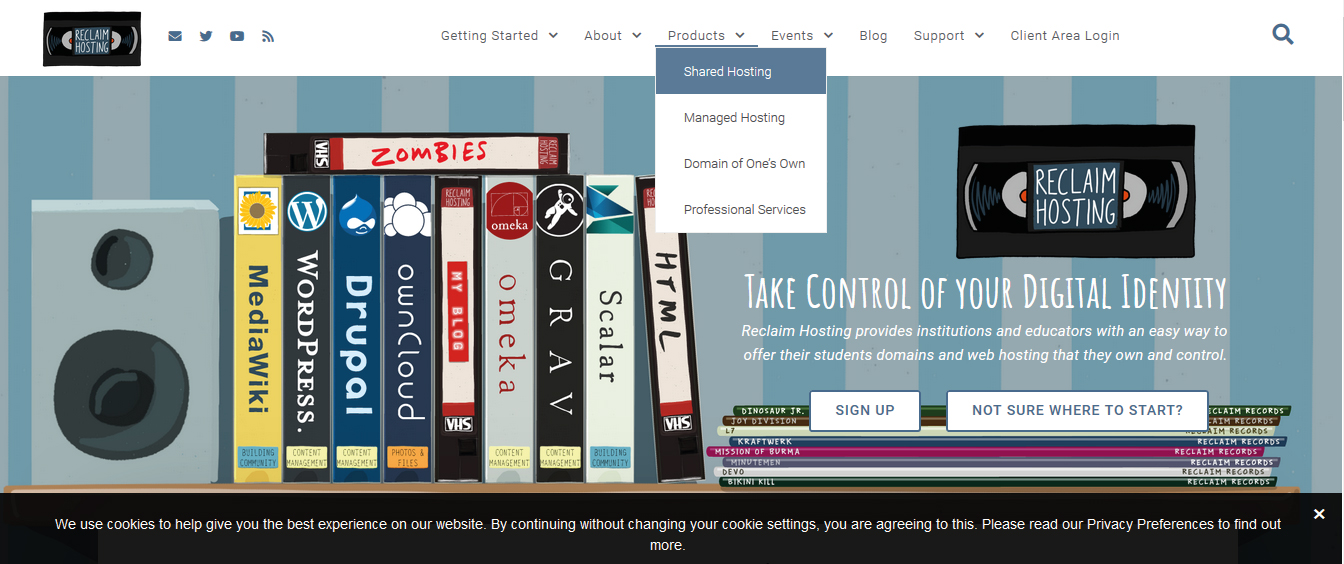 RECLAIM
HOSTING
Getting Started
About
Products
Events
Blog
Support
Client Area Login
Shared Hosting
Managed Hosting
Domain of One's Own
Professional Services
VHS
ZOMBIES
RECLAIM
HOSTING
MediaWiki
BUILDING
COMMUNITY
WORDPRESS.
CONTENT
MANAGEMENT
Drupal
CONTENT
MANAGEMENT
ownCloud
PHOTOS &
FILES
RECLAIM
HOSTING
MY BLOG
VHS
omeka
omeka
CONTENT
MANAGEMENT
GRAV
CONTENT
MANAGEMENT
Scalar
BUILDING
COMMUNITY
HTML
VHS
RECLAIM
HOSTING
TAKE CONTROL OF YOUR DIGITAL IDENTITY
Reclaim Hosting provides institutions and educators with an easy way to
offer their students domains and web hosting that they own and control.
SIGN UP
NOT SURE WHERE TO START?
DINOSAUR JR. RECLAIM RECORDS
JOY DIVISION RECLAIM RECORDS
L7 RECLAIM RECORDS
KRAFTWERK RECLAIM RECORDS
MISSION OF BURMA RECLAIM RECORDS
MINUTEMEN RECLAIM RECORDS
DEVO RECLAIM RECORDS
BIKINI KILL RECLAIM RECORDS
We use cookies to help give you the best experience on our website. By continuing without changing your cookie settings, you are agreeing to this. Please read our Privacy Preferences to find out
more.